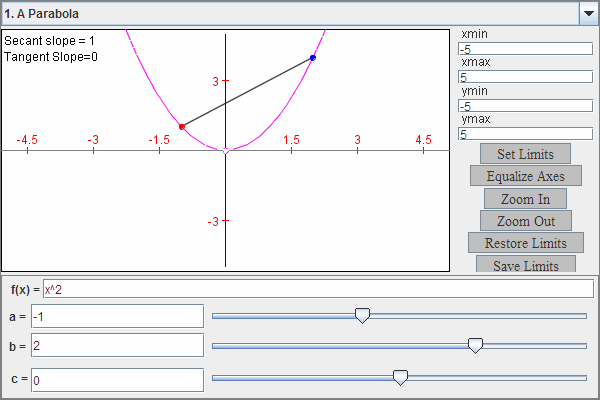 1. A Parabola
Secant slope = 1
Tangent Slope=0
3
-4.5 -3 -1.5 1.5 3 4.5
-3
xmin
-5
xmax
5
ymin
-5
ymax
5
Set Limits
Equalize Axes
Zoom In
Zoom Out
Restore Limits
Save Limits
f(x) = x^2
a = -1
b = 2
c = 0